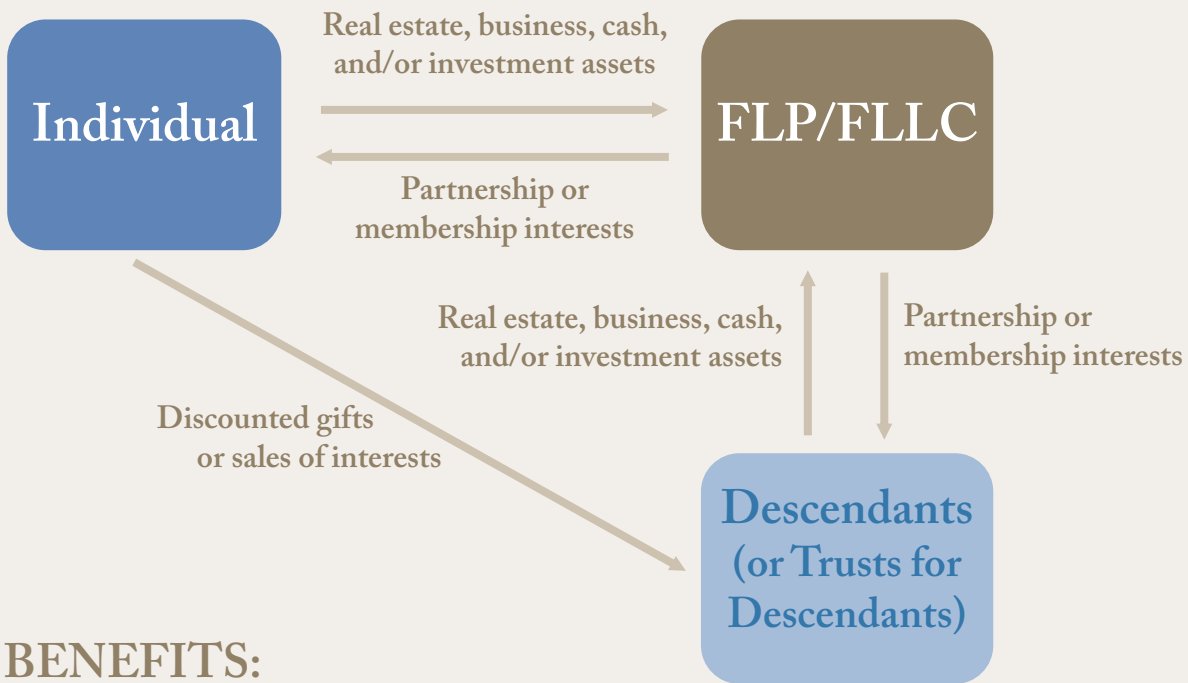 Individual
Real estate, business, cash,
and/or investment assets
FLP/FLLC
Partnership or
membership interests
Real estate, business, cash,
and/or investment assets
Partnership or
membership interests
Discounted gifts
or sales of interests
Descendants
(or Trusts for
Descendants)
BENEFITS: